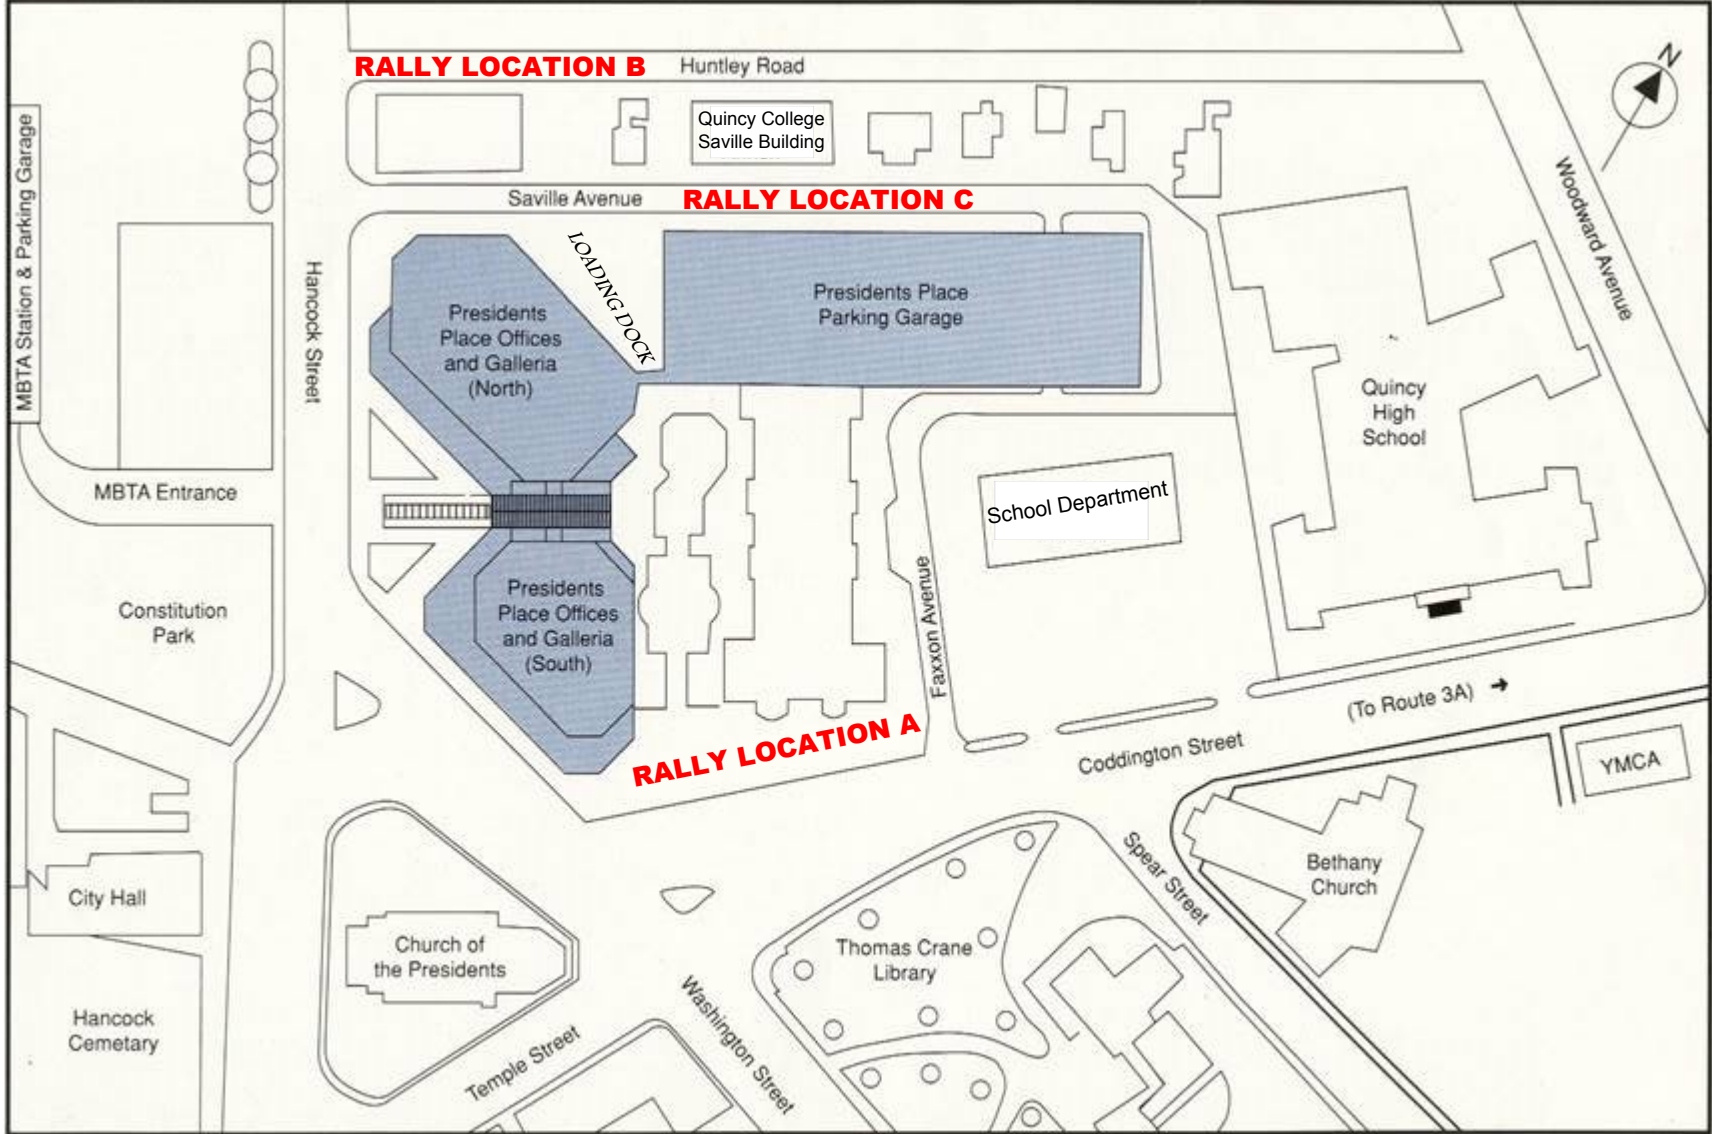 RALLY LOCATION B
Huntley Road
N
Quincy College
Saville Building
MBTA Station & Parking Garage
Saville Avenue
RALLY LOCATION C
Woodward Avenue
LOADING DOCK
Hancock Street
Presidents
Place Offices
and Galleria
(North)
Presidents Place
Parking Garage
Quincy
High
School
MBTA Entrance
School Department
Constitution
Park
Presidents
Place Offices
and Galleria
(South)
Faxxon Avenue
(To Route 3A)
RALLY LOCATION A
Coddington Street
YMCA
City Hall
Church of
the Presidents
Thomas Crane
Library
Spear Street
Bethany
Church
Hancock
Cemetary
Temple Street
Washington Street